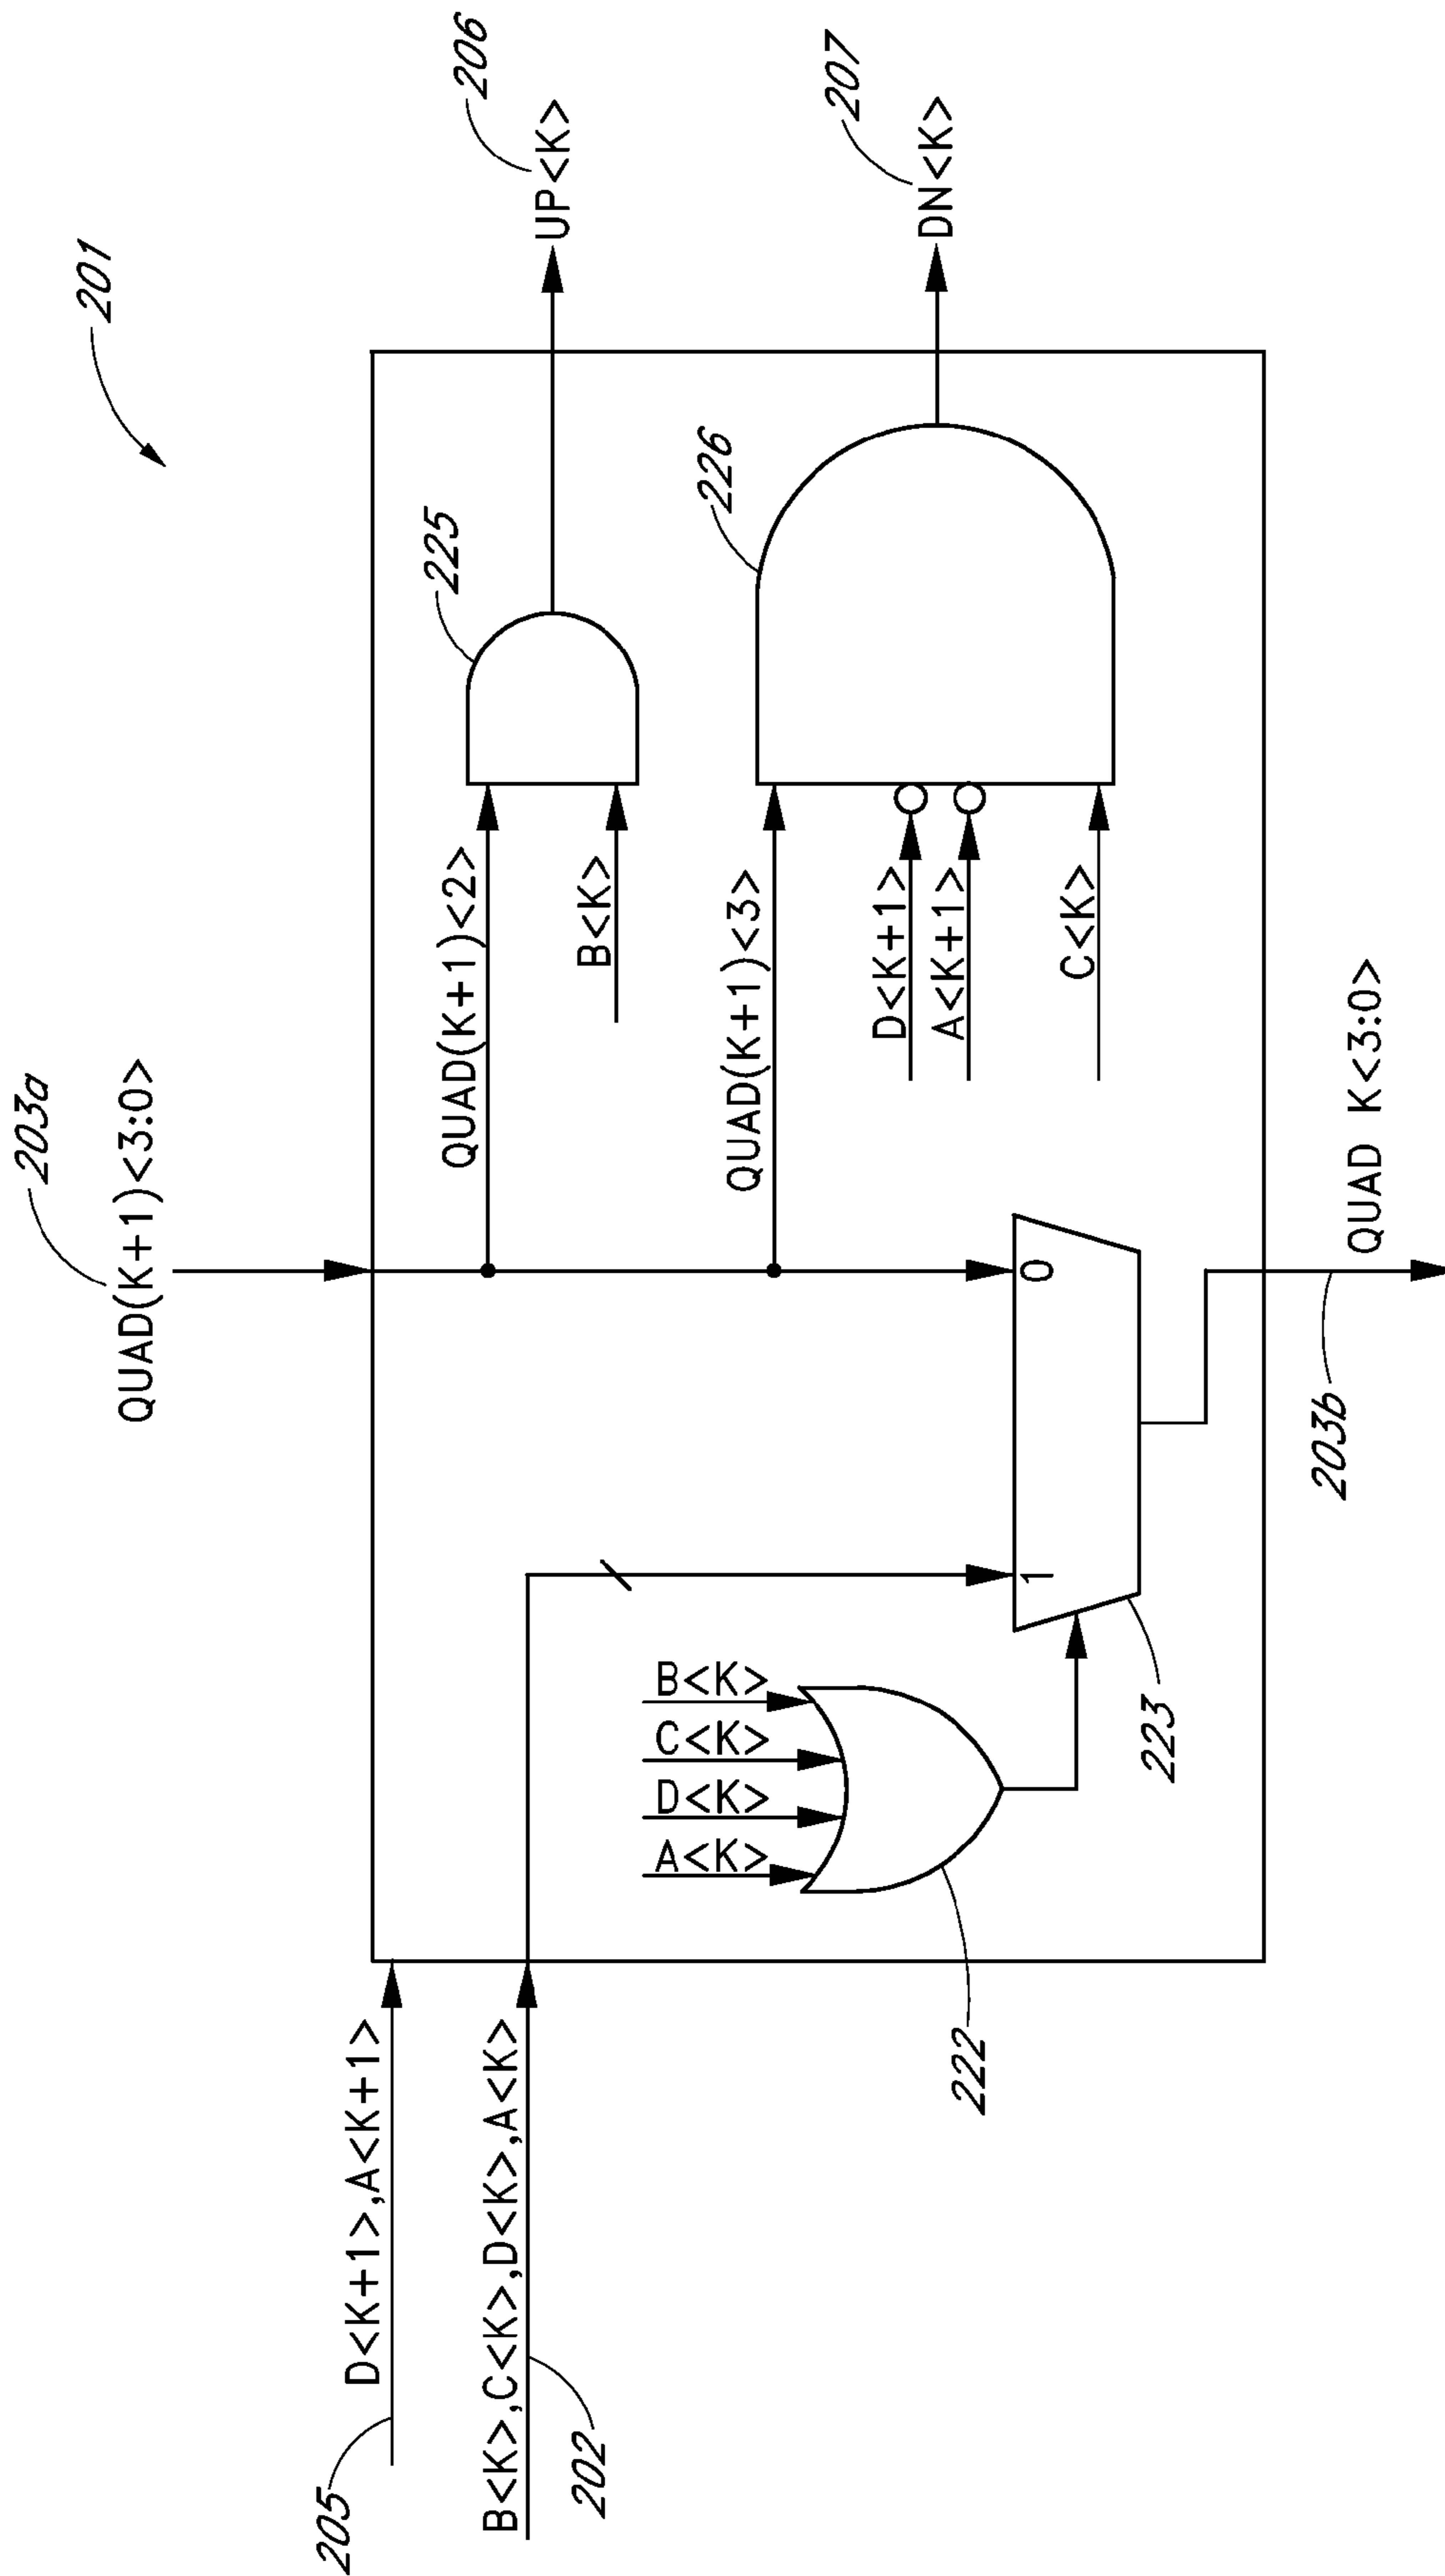 201
203a
QUAD(K+1)<3:0>
205
D<K+1>,A<K+1>
B<K>,C<K>,D<K>,A<K>
202
QUAD(K+1)<2>
B<K>
225
UP<K>
206
QUAD(K+1)<3>
D<K+1>
A<K+1>
C<K>
226
DN<K>
207
A<K>
D<K>
C<K>
B<K>
222
1
0
223
203b
QUAD K<3:0>